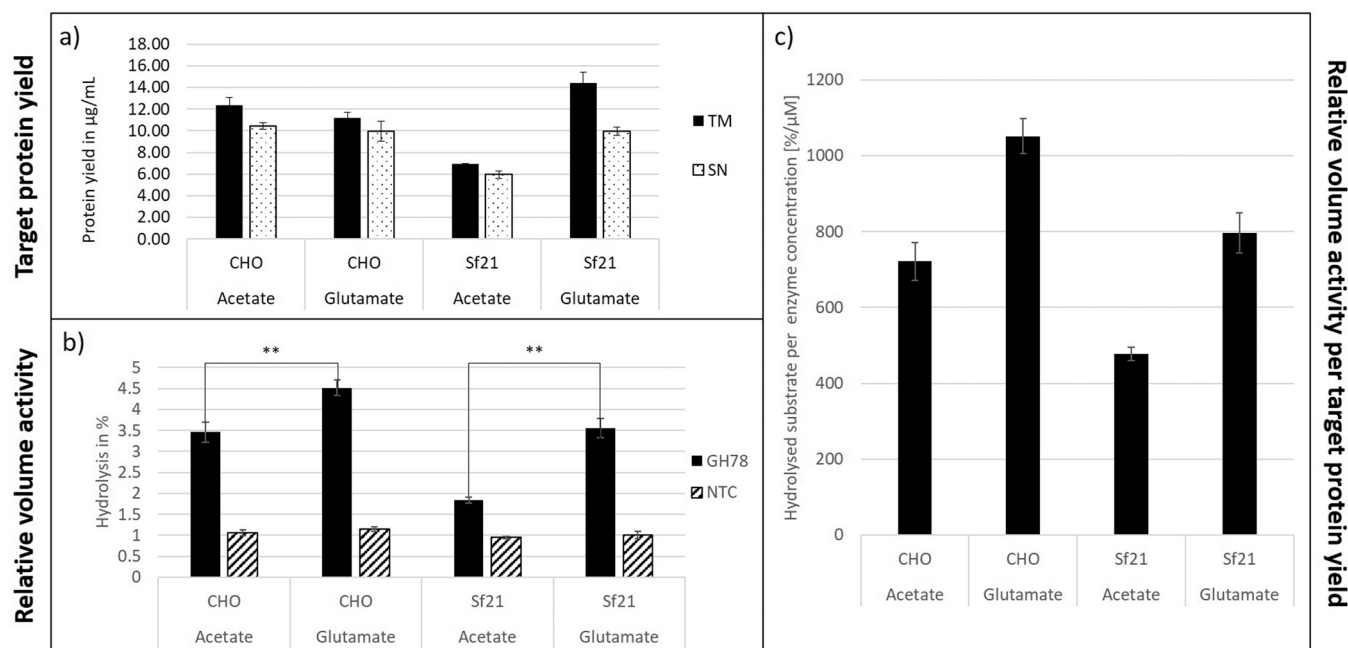 Target protein yield
a)
Protein yield in µg/mL
18.00
16.00
14.00
12.00
10.00
8.00
6.00
4.00
2.00
0.00
CHO CHO Sf21 Sf21
Acetate Glutamate Acetate Glutamate
TM
SN
Relative volume activity
b)
Hydrolysis in %
** **
5
4.5
4
3.5
3
2.5
2
1.5
1
0.5
0
CHO CHO Sf21 Sf21
Acetate Glutamate Acetate Glutamate
GH78
NTC
c)
Hydrolysed substrate per enzyme concentration [%/µM]
1200
1000
800
600
400
200
0
CHO CHO Sf21 Sf21
Acetate Glutamate Acetate Glutamate
Relative volume activity per target protein yield